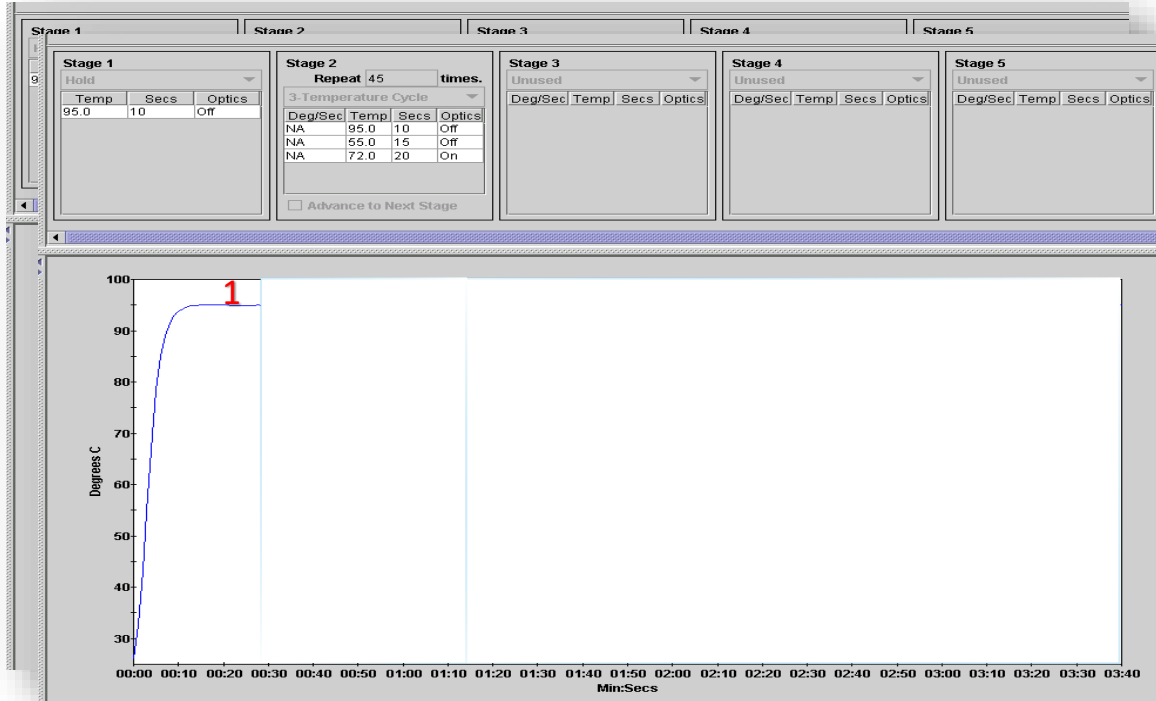 Stage 1 Stage 2 Stage 3 Stage 4 Stage 5
9
Stage 1 Stage 2 Stage 3 Stage 4 Stage 5
Repeat 45 times.
Hold Unused Unused Unused
3-Temperature Cycle
Temp Secs Optics Deg/Sec Temp Secs Optics Deg/Sec Temp Secs Optics Deg/Sec Temp Secs Optics
95.0 10 Off
Deg/Sec Temp Secs Optics
NA 95.0 10 Off
NA 55.0 15 Off
NA 72.0 20 On
Advance to Next Stage
1
100
90
80
70
60
50
40
30
Degrees C
00:00 00:10 00:20 00:30 00:40 00:50 01:00 01:10 01:20 01:30 01:40 01:50 02:00 02:10 02:20 02:30 02:40 02:50 03:00 03:10 03:20 03:30 03:40
Min:Secs